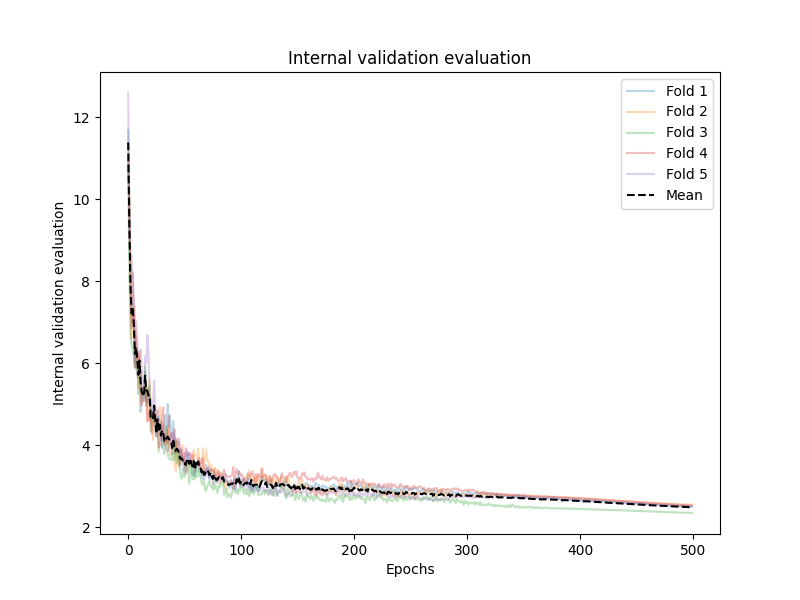 Internal validation evaluation
Internal validation evaluation
12
10
8
6
4
2
0
100
200
300
400
500
Epochs
Fold 1
Fold 2
Fold 3
Fold 4
Fold 5
Mean